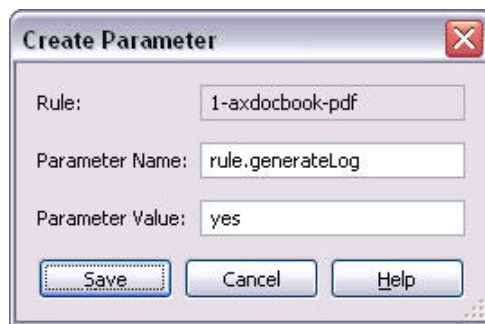 Create Parameter
Rule: 1-axdocbook-pdf
Parameter Name: rule.generateLog
Parameter Value: yes
Save Cancel Help